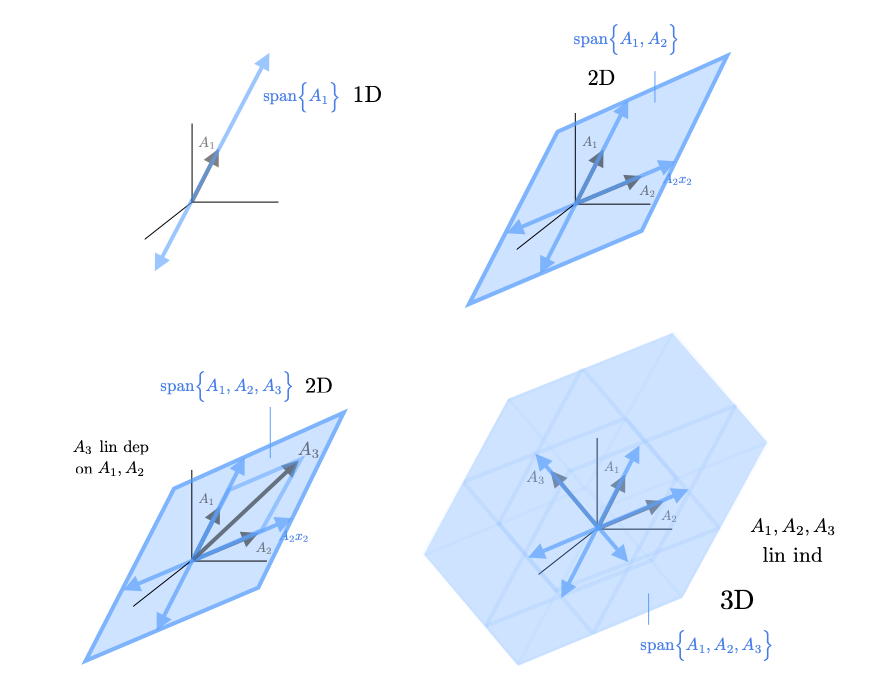 span{A₁} 1D
A₁
span{A₁, A₂}
2D
A₁
A₂
A₂x₂
span{A₁, A₂, A₃} 2D
A₃ lin dep
on A₁, A₂
A₃
A₁
A₂
A₂x₂
A₁
A₃
A₂
A₁, A₂, A₃
lin ind
3D
span{A₁, A₂, A₃}